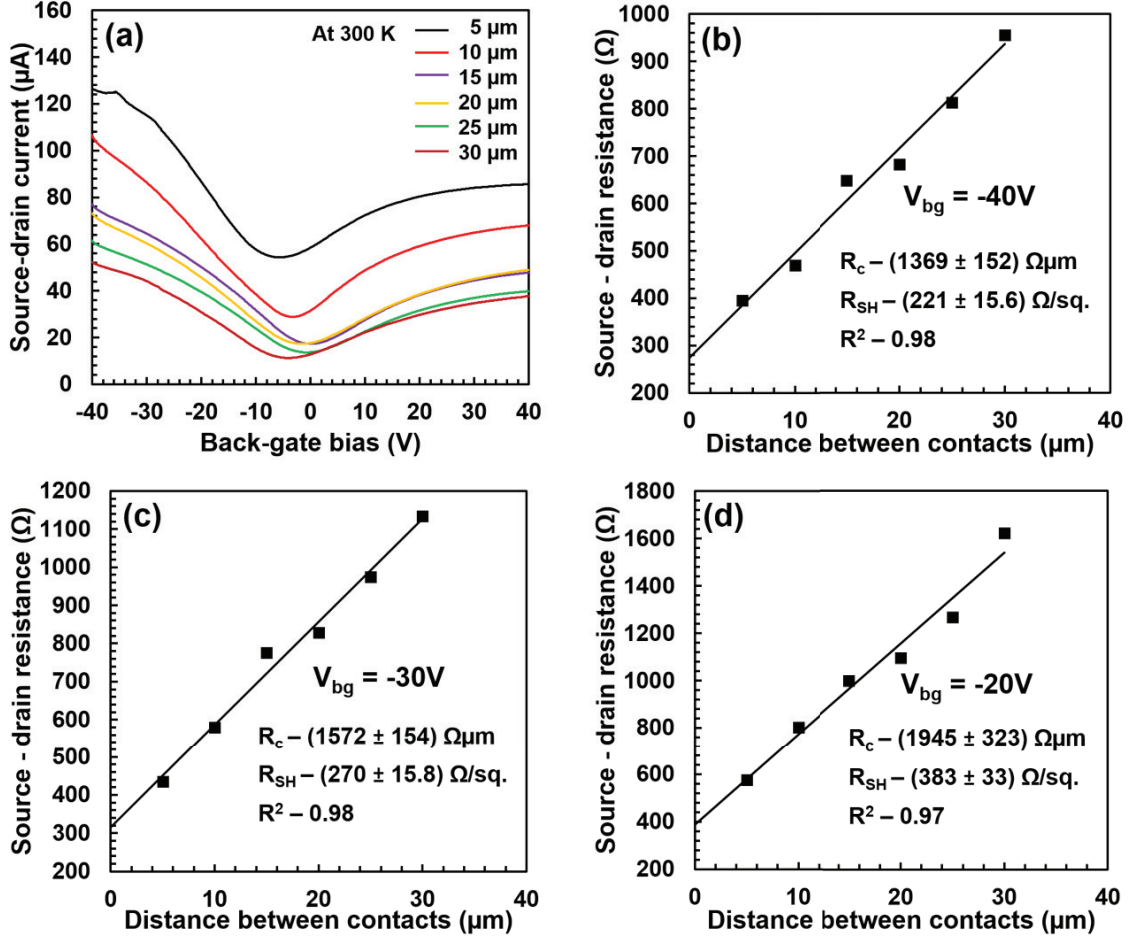 (a)
At 300 K
5 µm
10 µm
15 µm
20 µm
25 µm
30 µm
Source-drain current (µA)
160
140
120
100
80
60
40
20
0
-40 -30 -20 -10 0 10 20 30 40
Back-gate bias (V)
(b)
Source - drain resistance (Ω)
1000
900
800
700
600
500
400
300
200
V_bg = -40V
R_c – (1369 ± 152) Ωµm
R_SH – (221 ± 15.6) Ω/sq.
R² – 0.98
0 10 20 30 40
Distance between contacts (µm)
(c)
Source - drain resistance (Ω)
1200
1100
1000
900
800
700
600
500
400
300
200
V_bg = -30V
R_c – (1572 ± 154) Ωµm
R_SH – (270 ± 15.8) Ω/sq.
R² – 0.98
0 10 20 30 40
Distance between contacts (µm)
(d)
Source - drain resistance (Ω)
1800
1600
1400
1200
1000
800
600
400
200
V_bg = -20V
R_c – (1945 ± 323) Ωµm
R_SH – (383 ± 33) Ω/sq.
R² – 0.97
0 10 20 30 40
Distance between contacts (µm)